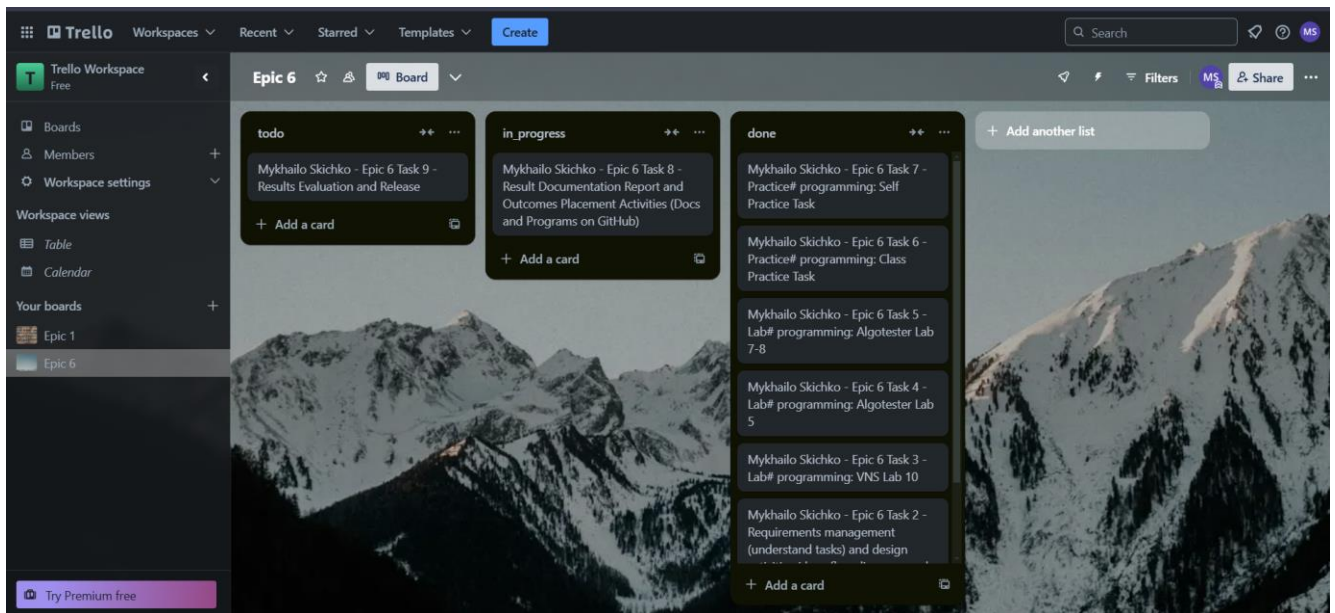 Trello Workspaces Recent Starred Templates Create Search MS
T Trello Workspace
Free
Epic 6 Board Filters MS Share
Boards
Members
Workspace settings
Workspace views
Table
Calendar
Your boards
Epic 1
Epic 6
Try Premium free
todo
Mykhailo Skichko - Epic 6 Task 9 -
Results Evaluation and Release
+ Add a card
in_progress
Mykhailo Skichko - Epic 6 Task 8 -
Result Documentation Report and
Outcomes Placement Activities (Docs
and Programs on GitHub)
+ Add a card
done
Mykhailo Skichko - Epic 6 Task 7 -
Practice# programming: Self
Practice Task
Mykhailo Skichko - Epic 6 Task 6 -
Practice# programming: Class
Practice Task
Mykhailo Skichko - Epic 6 Task 5 -
Lab# programming: Algotester Lab
7-8
Mykhailo Skichko - Epic 6 Task 4 -
Lab# programming: Algotester Lab
5
Mykhailo Skichko - Epic 6 Task 3 -
Lab# programming: VNS Lab 10
Mykhailo Skichko - Epic 6 Task 2 -
Requirements management
(understand tasks) and design
+ Add a card
+ Add another list